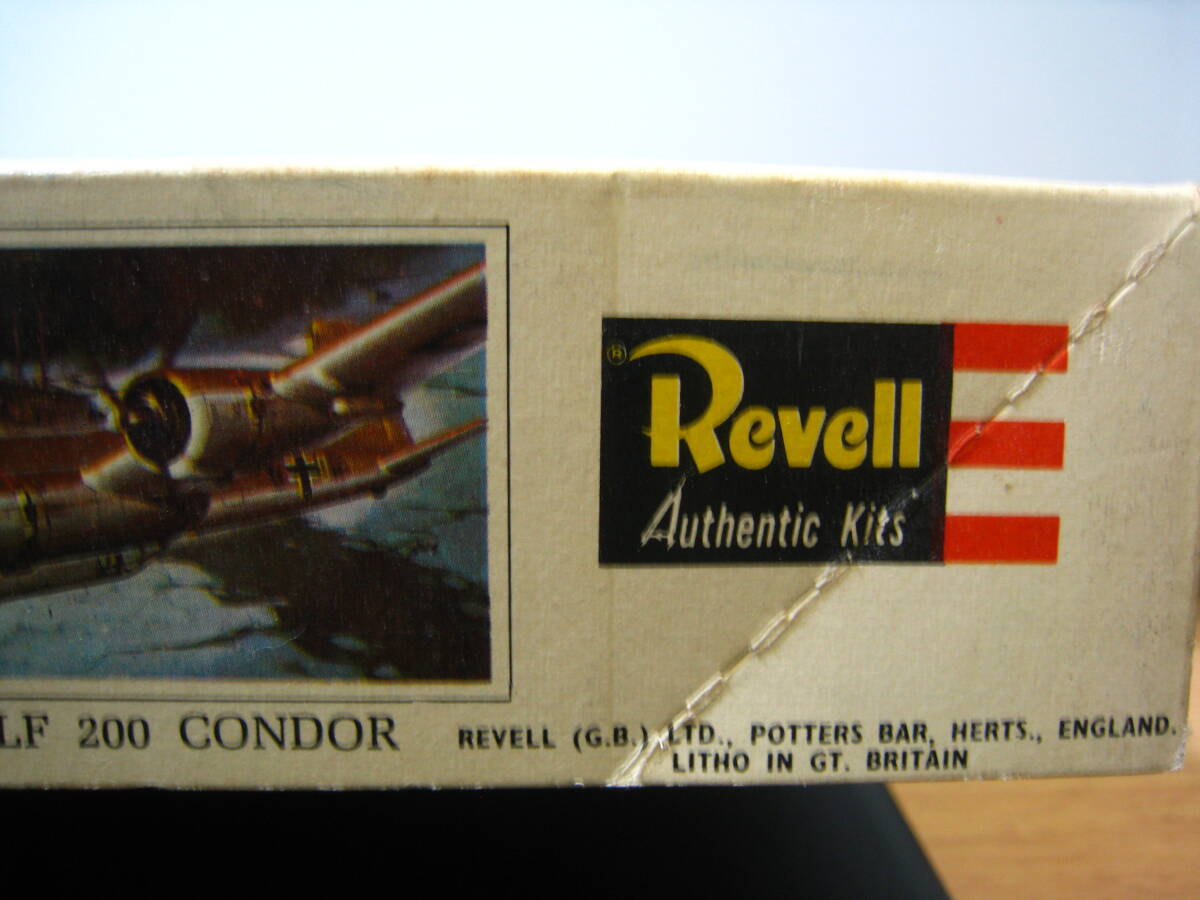 ®
Revell
Authentic Kits
LF 200 CONDOR
REVELL (G.B.) LTD., POTTERS BAR, HERTS., ENGLAND.
LITHO IN GT. BRITAIN